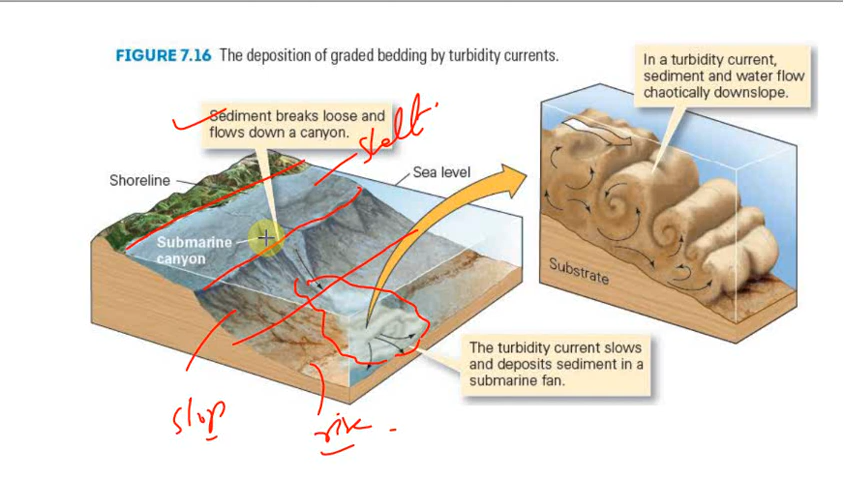 FIGURE 7.16 The deposition of graded bedding by turbidity currents.
In a turbidity current,
sediment and water flow
chaotically downslope.
Sediment breaks loose and
flows down a canyon.
shelf.
Shoreline
Sea level
Submarine
canyon
Substrate
The turbidity current slows
and deposits sediment in a
submarine fan.
slop
rise.